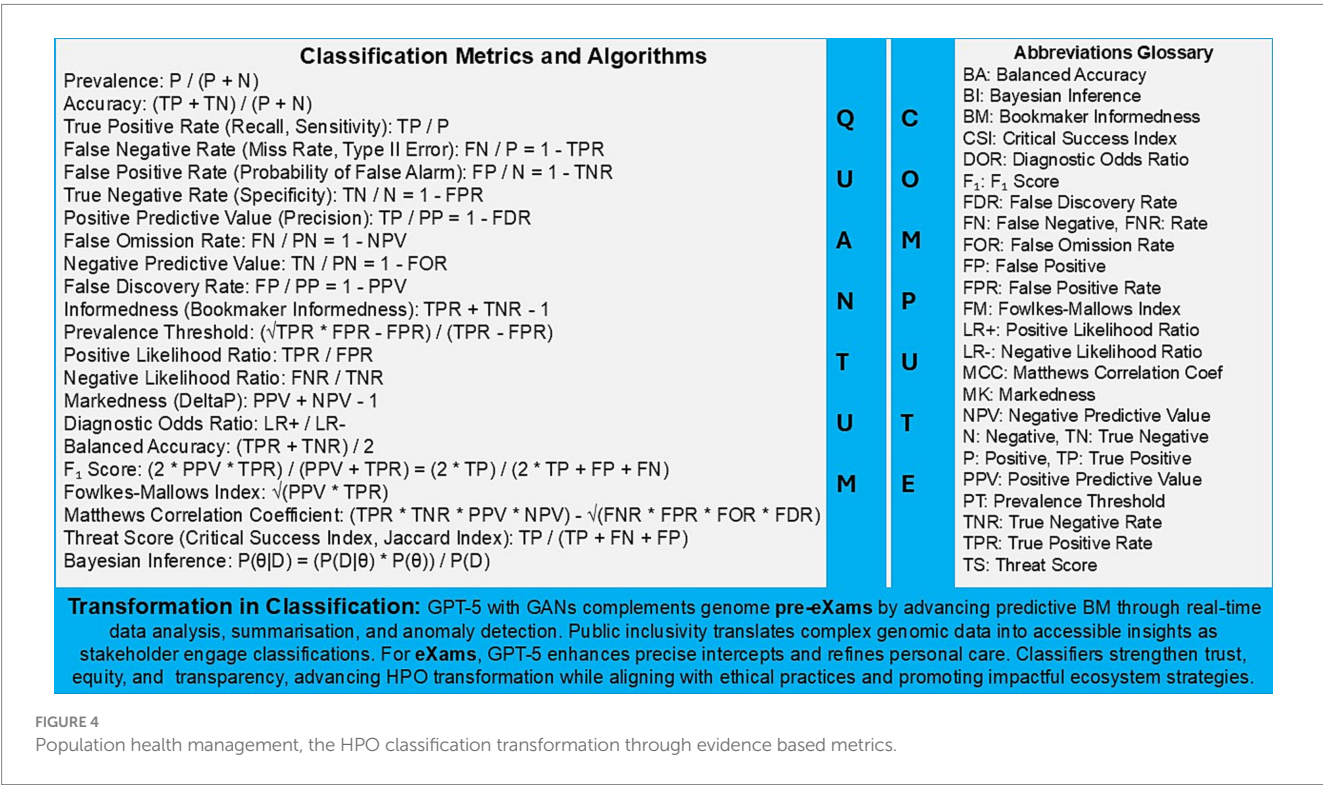 Classification Metrics and Algorithms
Prevalence: P / (P + N)
Accuracy: (TP + TN) / (P + N)
True Positive Rate (Recall, Sensitivity): TP / P
False Negative Rate (Miss Rate, Type II Error): FN / P = 1 - TPR
False Positive Rate (Probability of False Alarm): FP / N = 1 - TNR
True Negative Rate (Specificity): TN / N = 1 - FPR
Positive Predictive Value (Precision): TP / PP = 1 - FDR
False Omission Rate: FN / PN = 1 - NPV
Negative Predictive Value: TN / PN = 1 - FOR
False Discovery Rate: FP / PP = 1 - PPV
Informedness (Bookmaker Informedness): TPR + TNR - 1
Prevalence Threshold: (√TPR * FPR - FPR) / (TPR - FPR)
Positive Likelihood Ratio: TPR / FPR
Negative Likelihood Ratio: FNR / TNR
Markedness (DeltaP): PPV + NPV - 1
Diagnostic Odds Ratio: LR+ / LR-
Balanced Accuracy: (TPR + TNR) / 2
F₁ Score: (2 * PPV * TPR) / (PPV + TPR) = (2 * TP) / (2 * TP + FP + FN)
Fowlkes-Mallows Index: √(PPV * TPR)
Matthews Correlation Coefficient: (TPR * TNR * PPV * NPV) - √(FNR * FPR * FOR * FDR)
Threat Score (Critical Success Index, Jaccard Index): TP / (TP + FN + FP)
Bayesian Inference: P(θ|D) = (P(D|θ) * P(θ)) / P(D)
Q
U
A
N
T
U
M
C
O
M
P
U
T
E
Abbreviations Glossary
BA: Balanced Accuracy
BI: Bayesian Inference
BM: Bookmaker Informedness
CSI: Critical Success Index
DOR: Diagnostic Odds Ratio
F₁: F₁ Score
FDR: False Discovery Rate
FN: False Negative, FNR: Rate
FOR: False Omission Rate
FP: False Positive
FPR: False Positive Rate
FM: Fowlkes-Mallows Index
LR+: Positive Likelihood Ratio
LR-: Negative Likelihood Ratio
MCC: Matthews Correlation Coef
MK: Markedness
NPV: Negative Predictive Value
N: Negative, TN: True Negative
P: Positive, TP: True Positive
PPV: Positive Predictive Value
PT: Prevalence Threshold
TNR: True Negative Rate
TPR: True Positive Rate
TS: Threat Score
Transformation in Classification: GPT-5 with GANs complements genome pre-eXams by advancing predictive BM through real-time
data analysis, summarisation, and anomaly detection. Public inclusivity translates complex genomic data into accessible insights as
stakeholder engage classifications. For eXams, GPT-5 enhances precise intercepts and refines personal care. Classifiers strengthen trust,
equity, and transparency, advancing HPO transformation while aligning with ethical practices and promoting impactful ecosystem strategies.
FIGURE 4
Population health management, the HPO classification transformation through evidence based metrics.